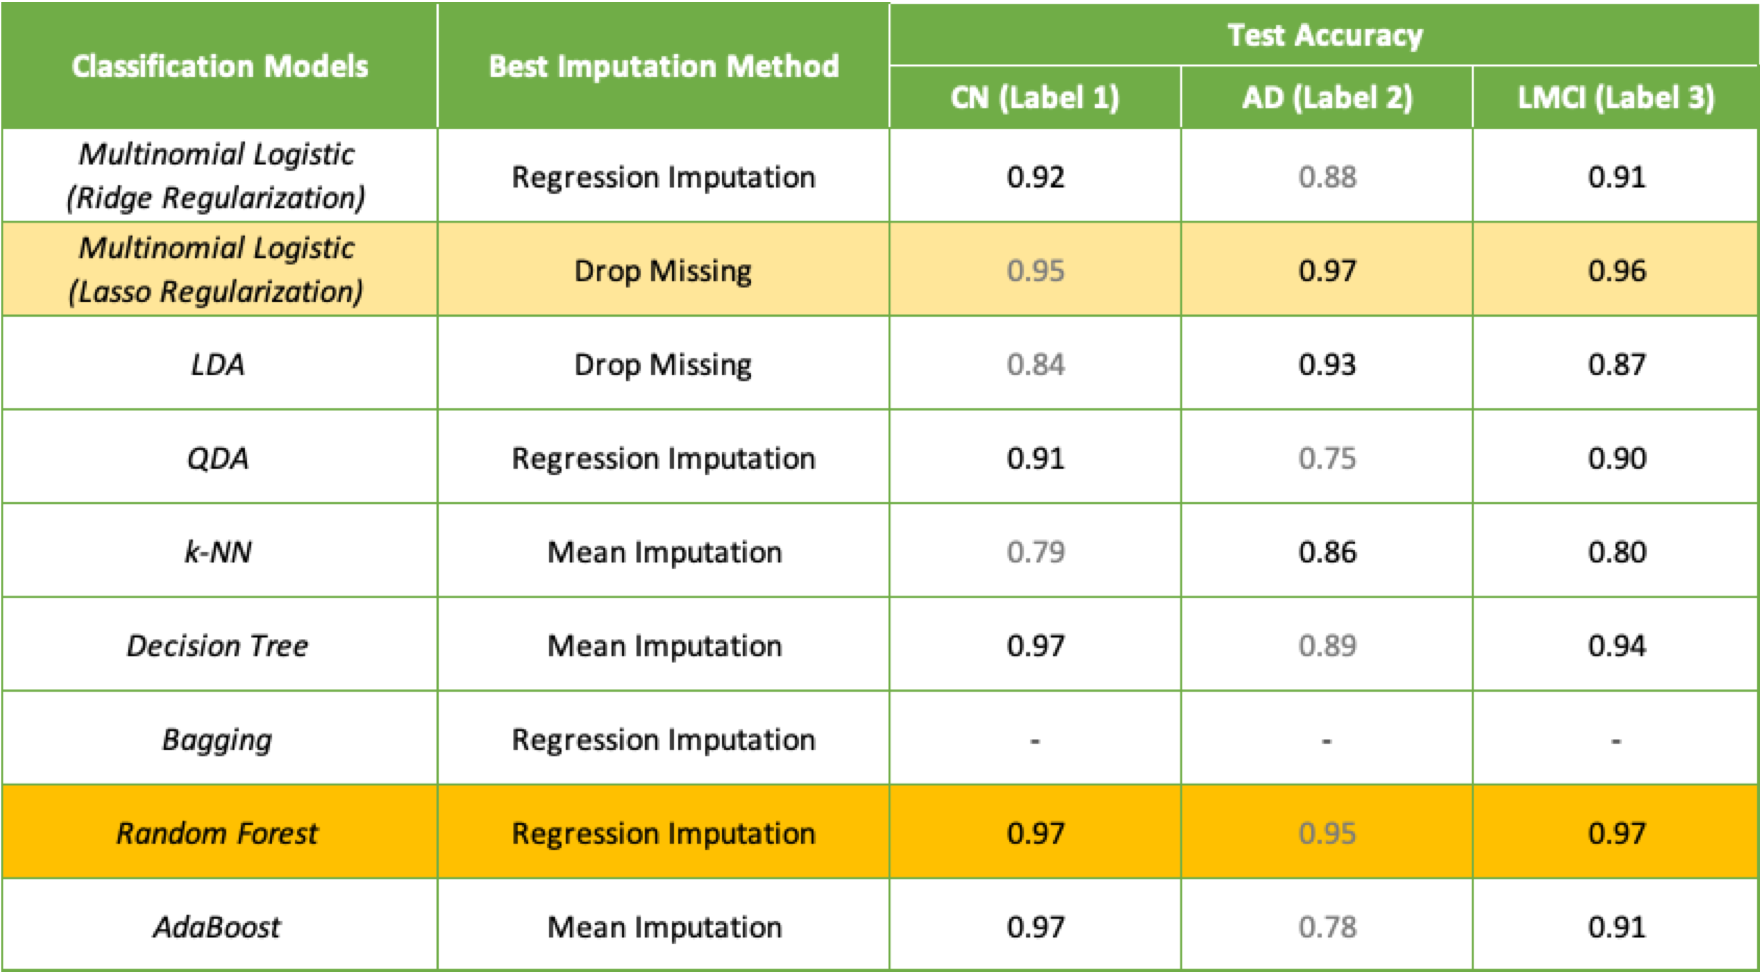 Classification Models
Best Imputation Method
Test Accuracy
CN (Label 1)
AD (Label 2)
LMCI (Label 3)
Multinomial Logistic
(Ridge Regularization)
Regression Imputation
0.92
0.88
0.91
Multinomial Logistic
(Lasso Regularization)
Drop Missing
0.95
0.97
0.96
LDA
Drop Missing
0.84
0.93
0.87
QDA
Regression Imputation
0.91
0.75
0.90
k-NN
Mean Imputation
0.79
0.86
0.80
Decision Tree
Mean Imputation
0.97
0.89
0.94
Bagging
Regression Imputation
-
-
-
Random Forest
Regression Imputation
0.97
0.95
0.97
AdaBoost
Mean Imputation
0.97
0.78
0.91